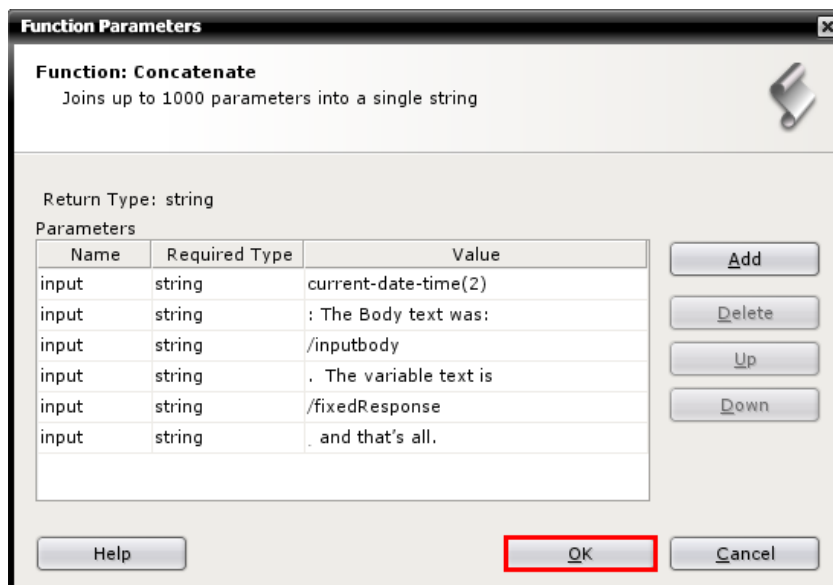 Function Parameters
Function: Concatenate
Joins up to 1000 parameters into a single string
Return Type: string
Parameters
Name Required Type Value
input string current-date-time(2)
input string : The Body text was:
input string /inputbody
input string . The variable text is
input string /fixedResponse
input string . and that's all.
Add
Delete
Up
Down
Help OK Cancel